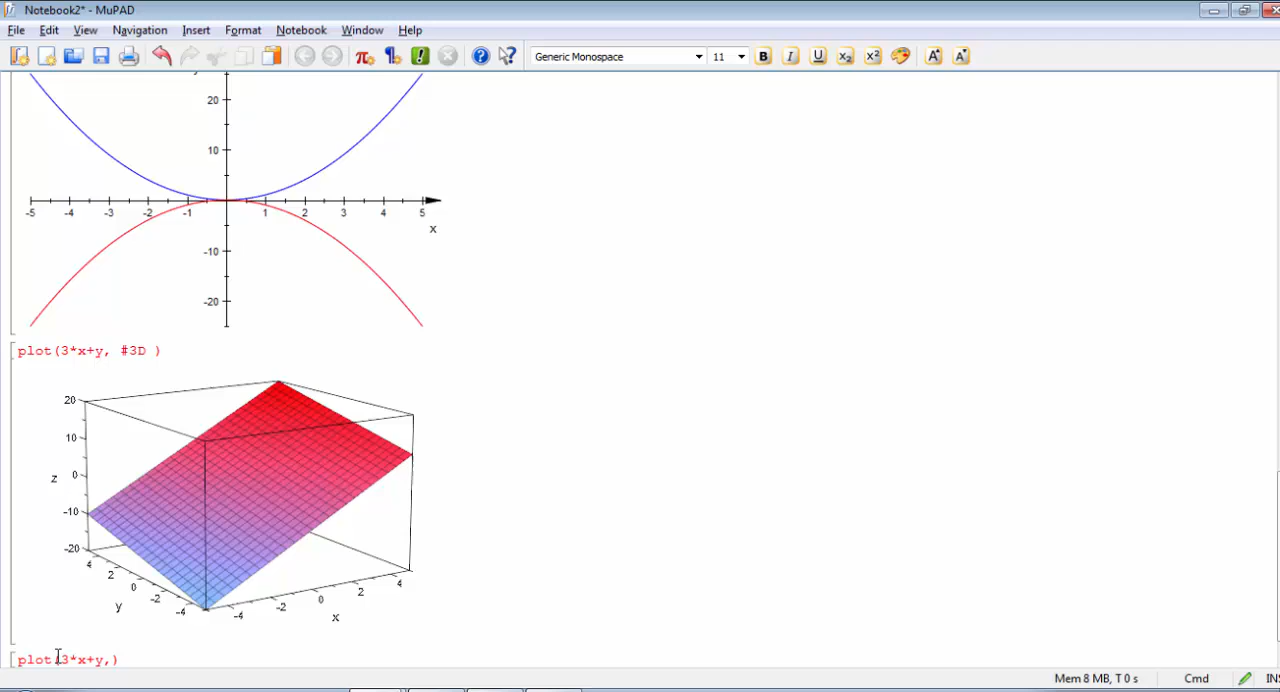 Notebook2* - MuPAD
File Edit View Navigation Insert Format Notebook Window Help
Generic Monospace 11 B I U x₂ x² A A
20
10
-5 -4 -3 -2 -1 1 2 3 4 5
x
-10
-20
plot(3*x+y, #3D )
20
10
z 0
-10
-20
4 2 0 -2 -4
y
-4 -2 0 2 4
x
plot(3*x+y,)
Mem 8 MB, T 0 s Cmd